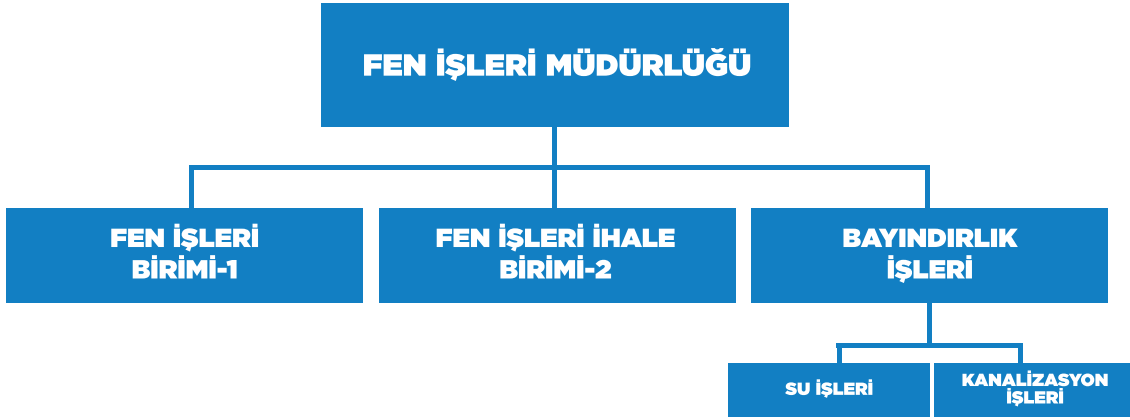 FEN İŞLERİ MÜDÜRLÜĞÜ
FEN İŞLERİ
BİRİMİ-1
FEN İŞLERİ İHALE
BİRİMİ-2
BAYINDIRLIK
İŞLERİ
SU İŞLERİ
KANALİZASYON
İŞLERİ